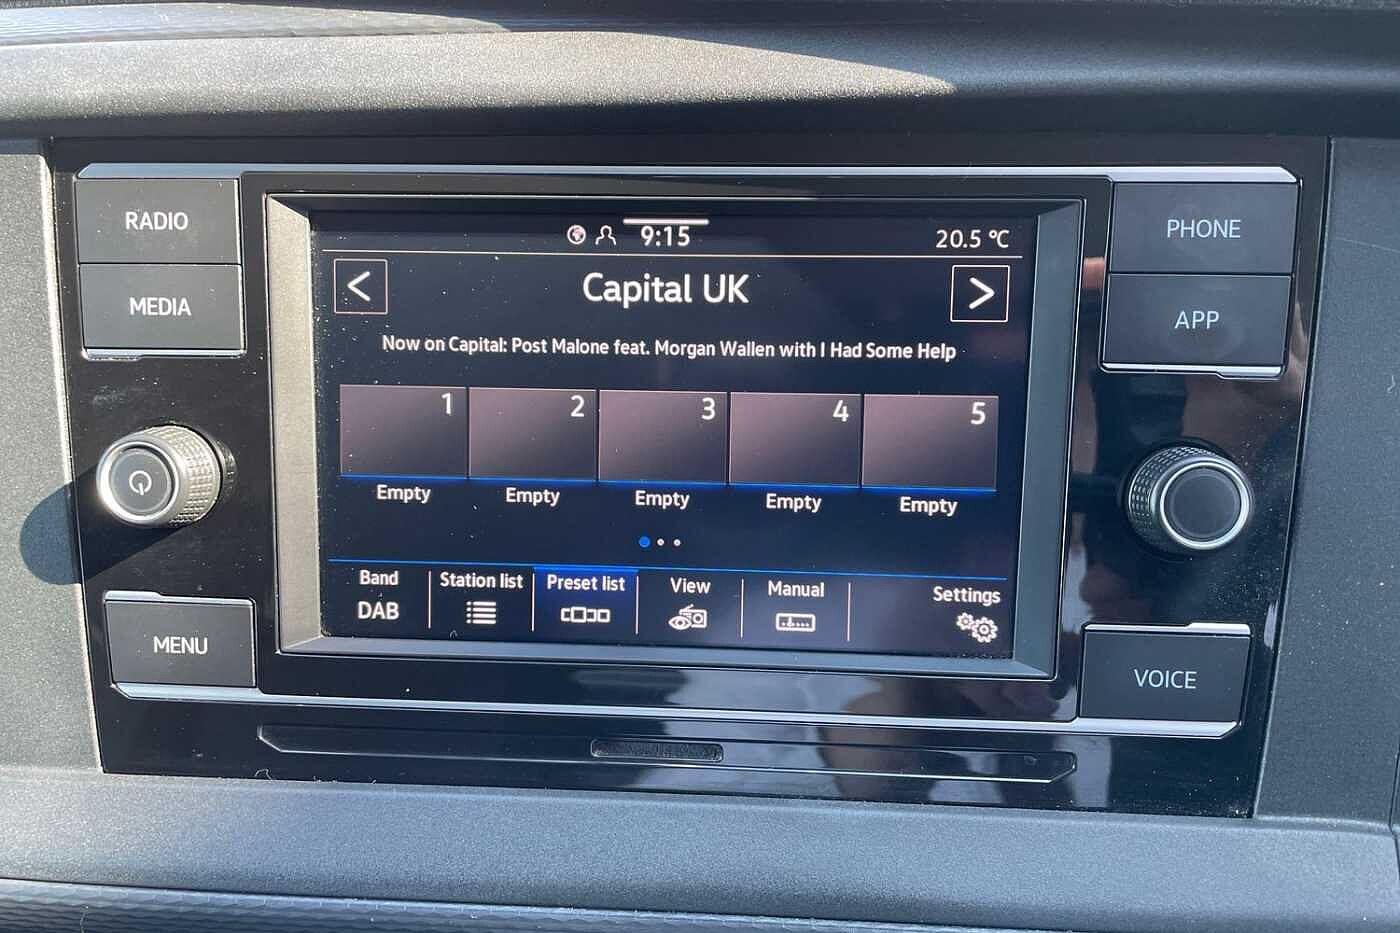 RADIO
MEDIA
MENU
9:15
20.5 °C
< Capital UK >
Now on Capital: Post Malone feat. Morgan Wallen with I Had Some Help
1 2 3 4 5
Empty Empty Empty Empty Empty
Band Station list Preset list View Manual Settings
DAB
PHONE
APP
VOICE